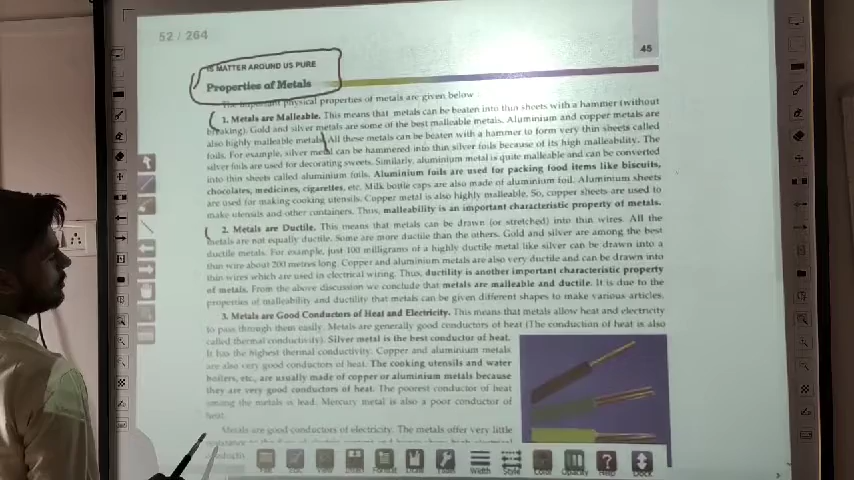 52 / 264
45
IS MATTER AROUND US PURE
Properties of Metals
The important physical properties of metals are given below
1. Metals are Malleable. This means that metals can be beaten into thin sheets with a hammer (without
breaking). Gold and silver metals are some of the best malleable metals. Aluminium and copper metals are
also highly malleable metals. All these metals can be beaten with a hammer to form very thin sheets called
foils. For example, silver metal can be hammered into thin silver foils because of its high malleability. The
silver foils are used for decorating sweets. Similarly, aluminium metal is quite malleable and can be converted
into thin sheets called aluminium foils. Aluminium foils are used for packing food items like biscuits,
chocolates, medicines, cigarettes, etc. Milk bottle caps are also made of aluminium foil. Aluminium sheets
are used for making cooking utensils. Copper metal is also highly malleable. So, copper sheets are used to
make utensils and other containers. Thus, malleability is an important characteristic property of metals.
2. Metals are Ductile. This means that metals can be drawn (or stretched) into thin wires. All the
metals are not equally ductile. Some are more ductile than the others. Gold and silver are among the best
ductile metals. For example, just 100 milligrams of a highly ductile metal like silver can be drawn into a
thin wire about 200 metres long. Copper and aluminium metals are also very ductile and can be drawn into
thin wires which are used in electrical wiring. Thus, ductility is another important characteristic property
of metals. From the above discussion we conclude that metals are malleable and ductile. It is due to the
properties of malleability and ductility that metals can be given different shapes to make various articles.
3. Metals are Good Conductors of Heat and Electricity. This means that metals allow heat and electricity
to pass through them easily. Metals are generally good conductors of heat (The conduction of heat is also
called thermal conductivity). Silver metal is the best conductor of heat.
It has the highest thermal conductivity. Copper and aluminium metals
are also very good conductors of heat. The cooking utensils and water
boilers, etc., are usually made of copper or aluminium metals because
they are very good conductors of heat. The poorest conductor of heat
among the metals is lead. Mercury metal is also a poor conductor of
heat.
Metals are good conductors of electricity. The metals offer very little
Width
Style
Color
Opacity
Help
Dock